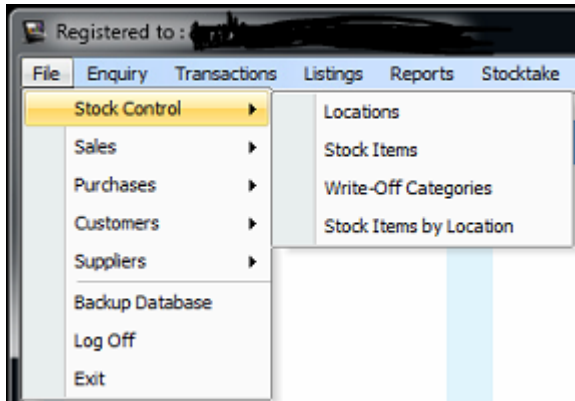 Registered to :
File Enquiry Transactions Listings Reports Stocktake
Stock Control
Locations
Stock Items
Write-Off Categories
Stock Items by Location
Sales
Purchases
Customers
Suppliers
Backup Database
Log Off
Exit